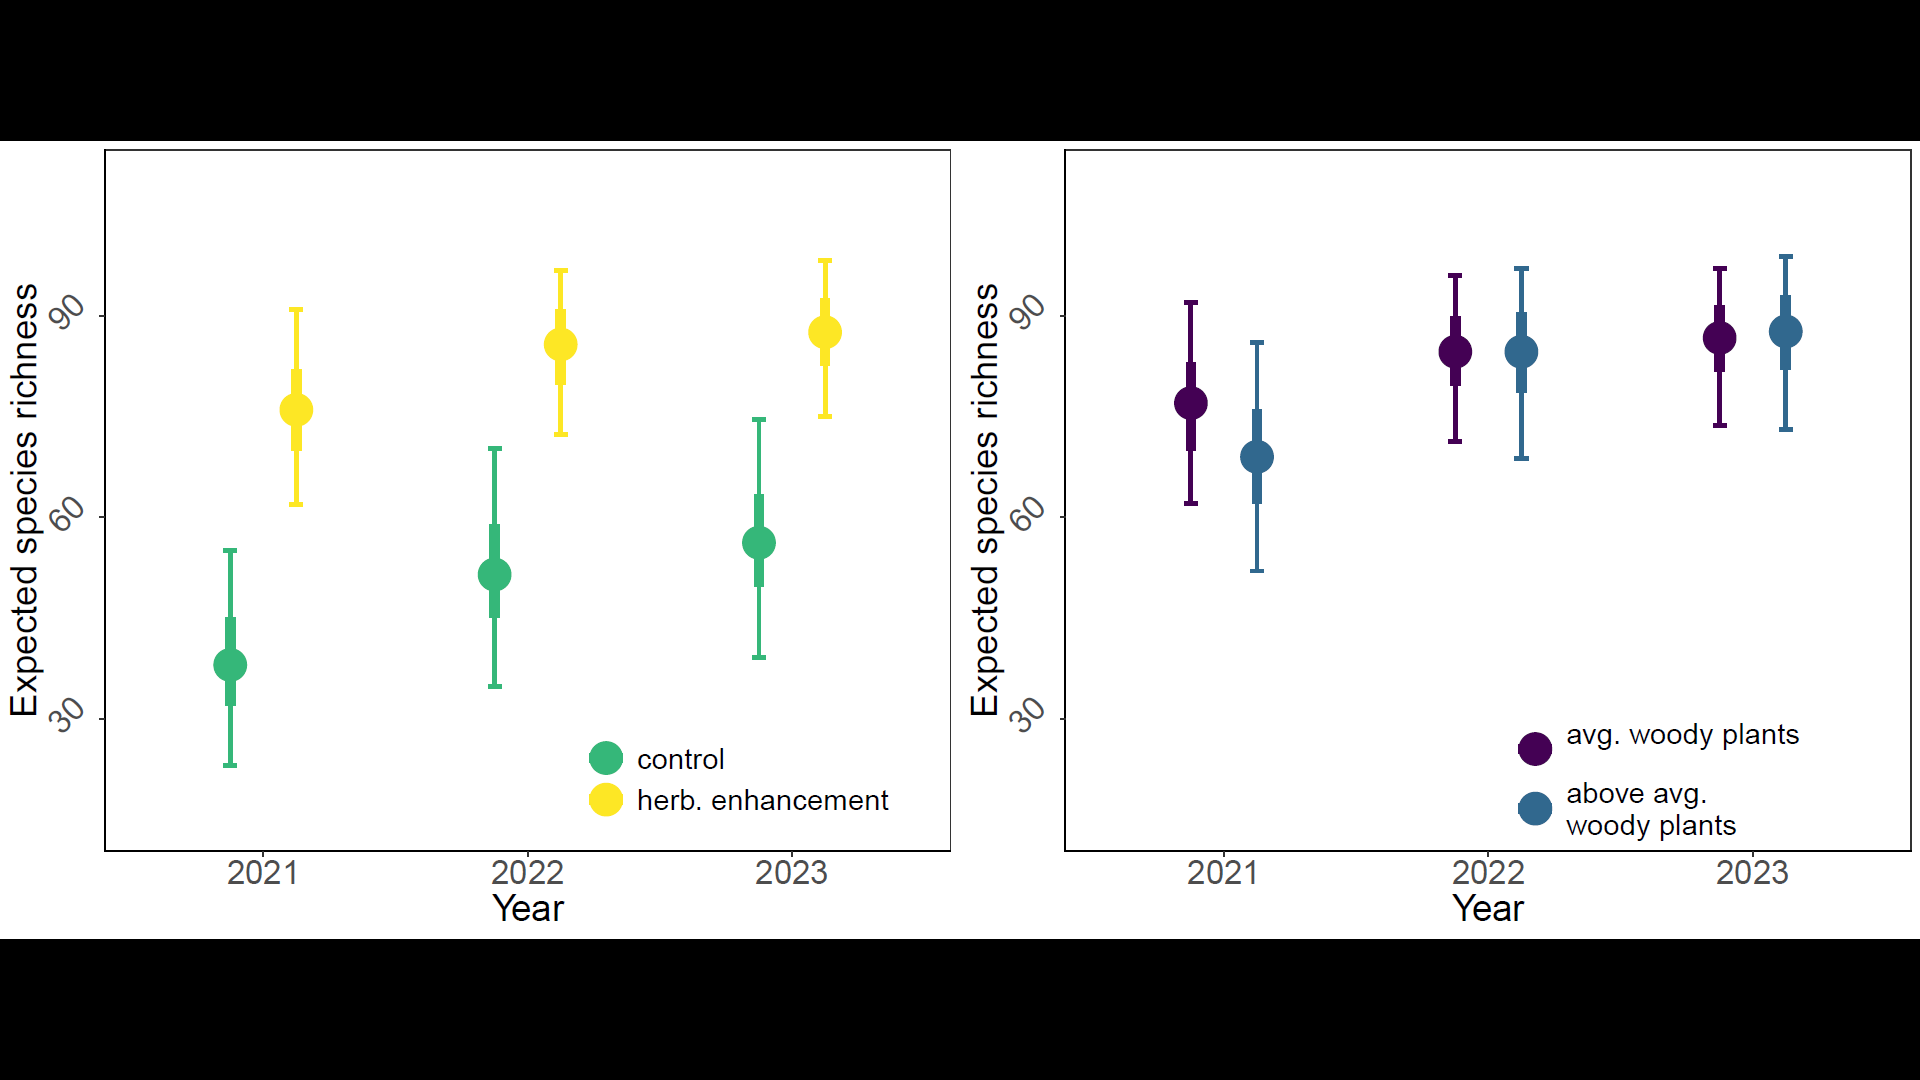 Expected species richness
90
60
30
control
herb. enhancement
2021 2022 2023
Year
Expected species richness
90
60
30
avg. woody plants
above avg.
woody plants
2021 2022 2023
Year